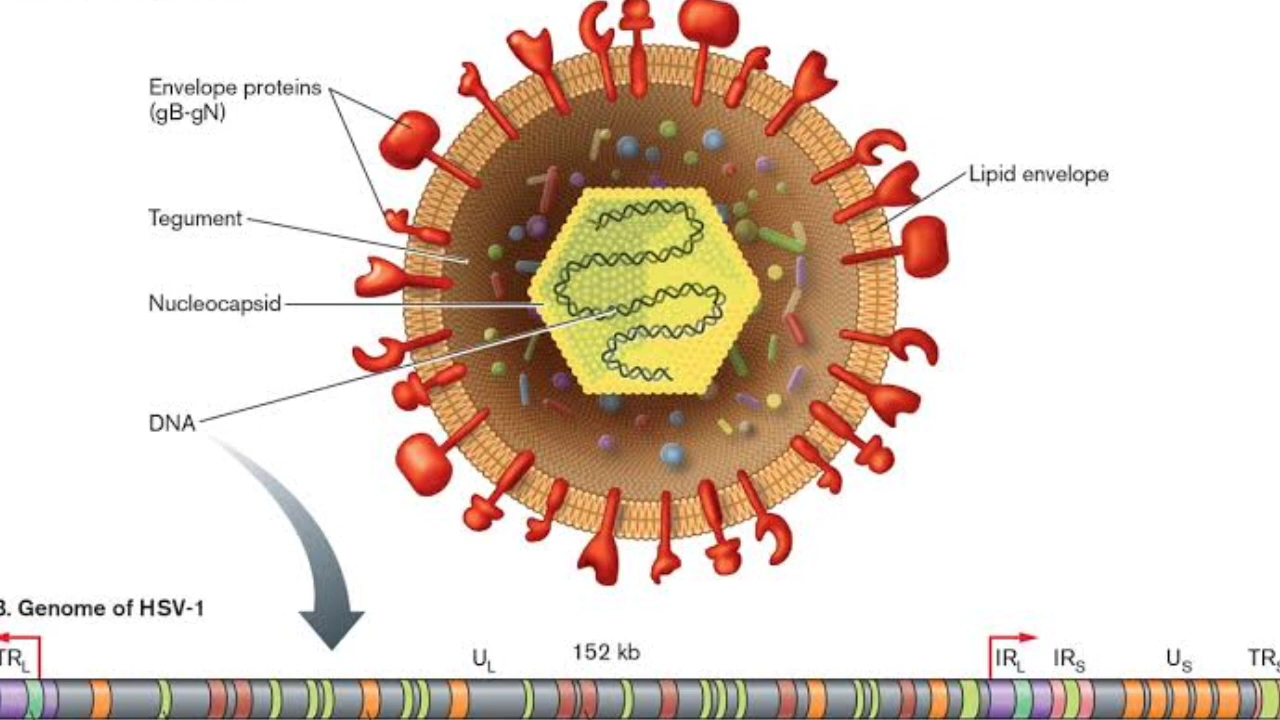 Envelope proteins
(gB-gN)
Lipid envelope
Tegument
Nucleocapsid
DNA
. Genome of HSV-1
TRL
UL
152 kb
IRL
IRS
US
TRS